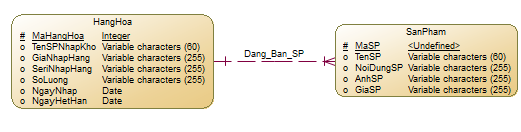 HangHoa
# MaHangHoa Integer
o TenSPNhapKho Variable characters (60)
o GiaNhapHang Variable characters (255)
o SeriNhapHang Variable characters (255)
o SoLuong Variable characters (255)
o NgayNhap Date
o NgayHetHan Date
Dang_Ban_SP
SanPham
# MaSP <Undefined>
o TenSP Variable characters (60)
o NoiDungSP Variable characters (255)
o AnhSP Variable characters (255)
o GiaSP Variable characters (255)